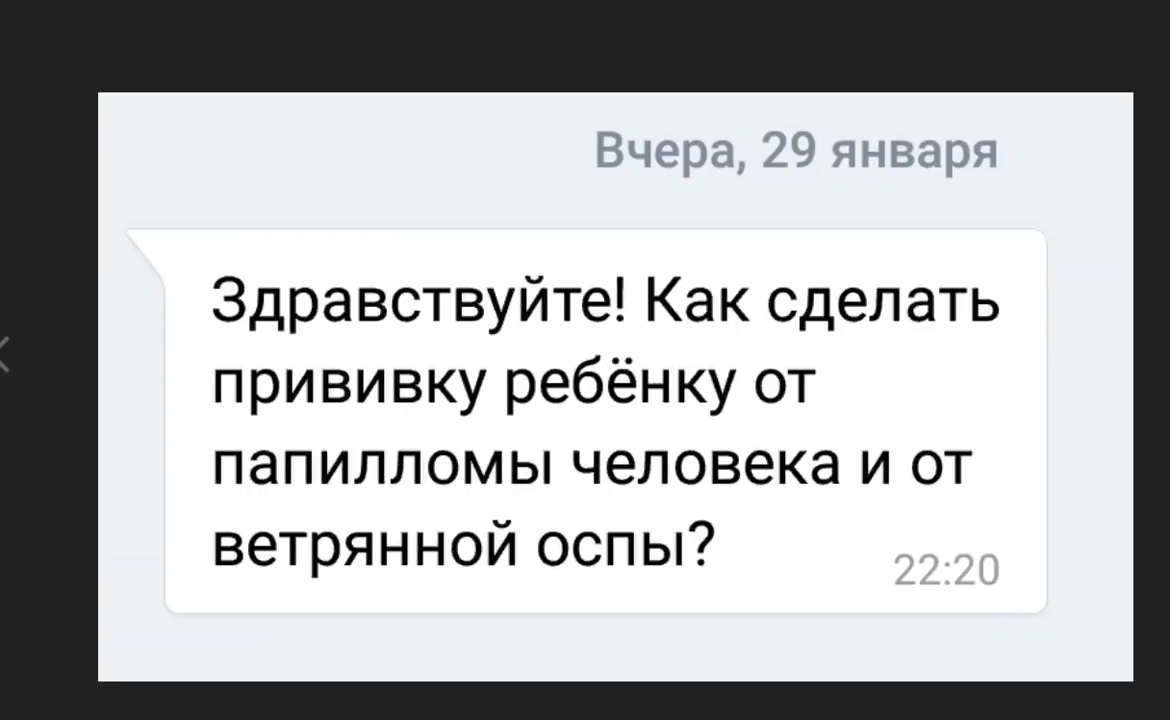 Вчера, 29 января
Здравствуйте! Как сделать
прививку ребёнку от
папилломы человека и от
ветрянной оспы?
22:20